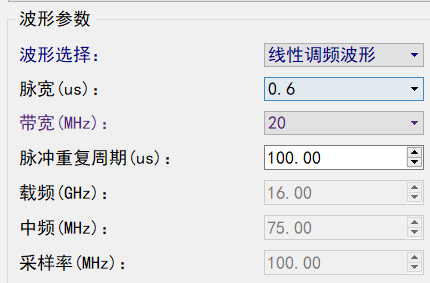 波形参数
波形选择： 线性调频波形
脉宽(us)： 0.6
带宽(MHz)： 20
脉冲重复周期(us)： 100.00
载频(GHz)： 16.00
中频(MHz)： 75.00
采样率(MHz)： 100.00